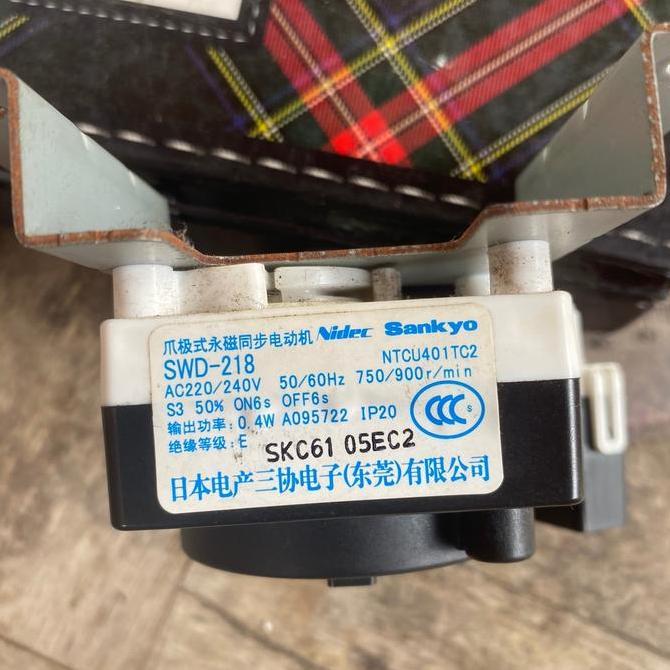 爪极式永磁同步电动机 Nidec Sankyo
SWD-218 NTCU401TC2
AC220/240V 50/60Hz 750/900r/min
S3 50% ON6s OFF6s
输出功率:0.4W A095722 IP20
CCC S
绝缘等级:E SKC61 05EC2
日本电产三协电子(东莞)有限公司